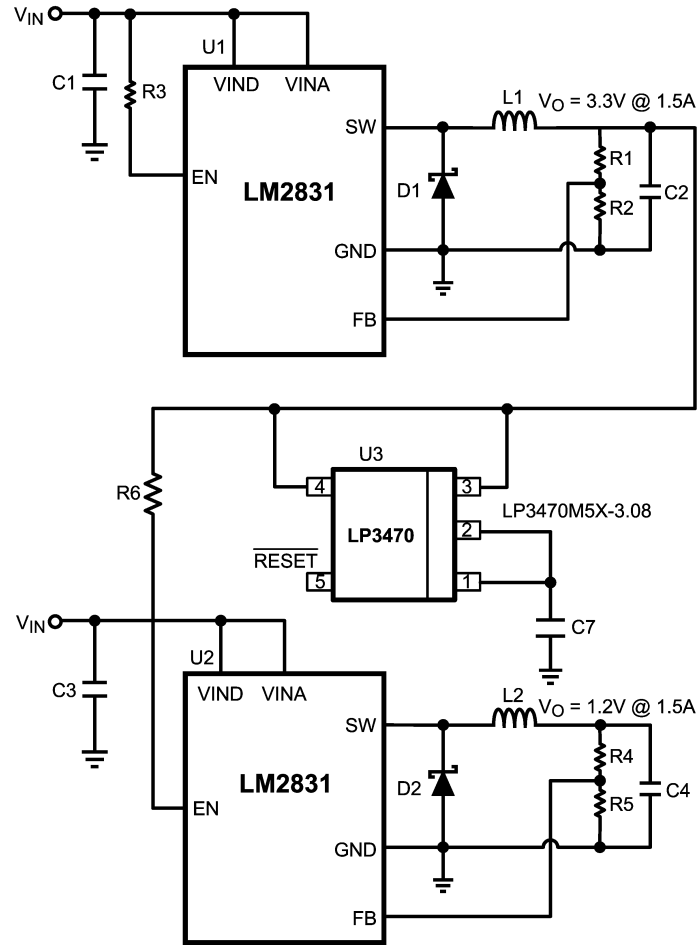 VIN
U1
C1
R3
VIND VINA
L1 VO = 3.3V @ 1.5A
SW
EN
LM2831
D1
R1
R2
C2
GND
FB
U3
R6
4
3
LP3470M5X-3.08
LP3470
2
RESET
5
1
C7
VIN
U2
C3
VIND VINA
L2 VO = 1.2V @ 1.5A
SW
LM2831
D2
R4
R5
C4
EN
GND
FB